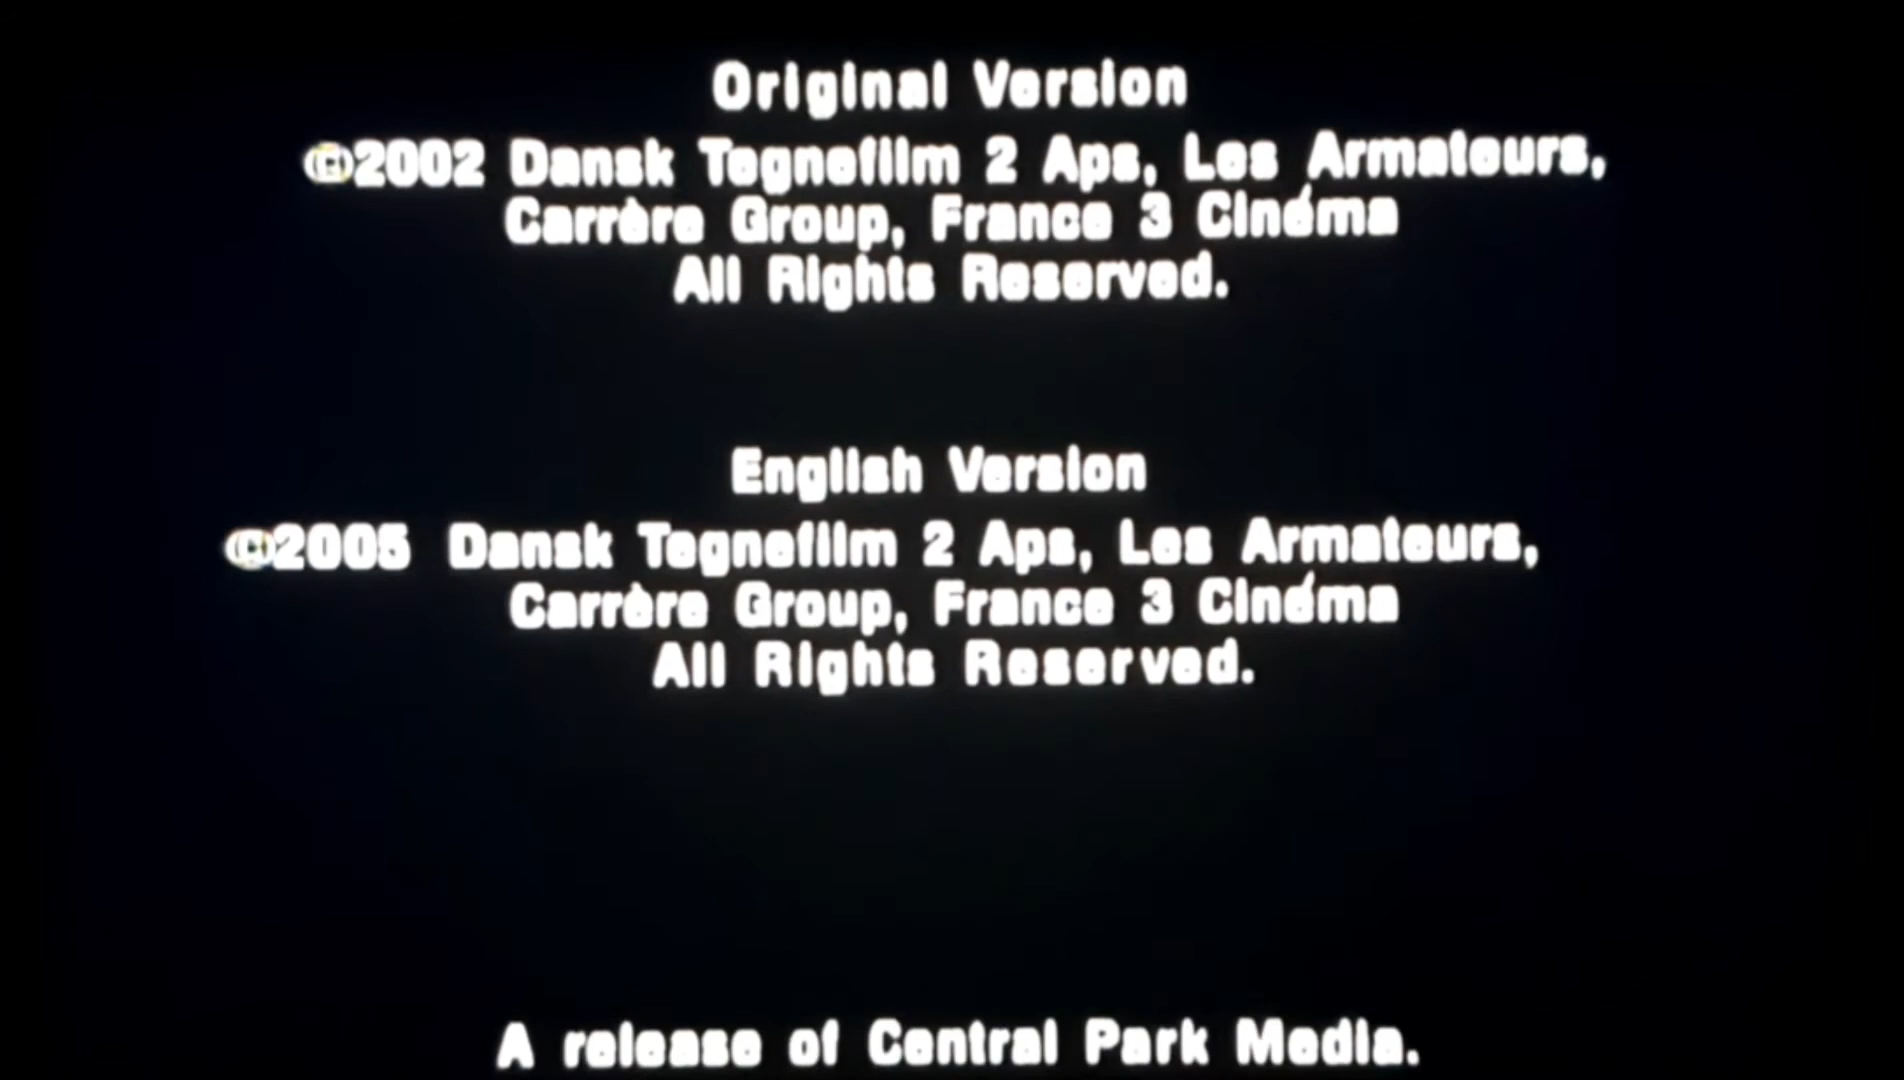 Original Version
©2002 Dansk Tegnefilm 2 Aps, Les Armateurs,
Carrère Group, France 3 Cinéma
All Rights Reserved.
English Version
©2005 Dansk Tegnefilm 2 Aps, Les Armateurs,
Carrère Group, France 3 Cinéma
All Rights Reserved.
A release of Central Park Media.